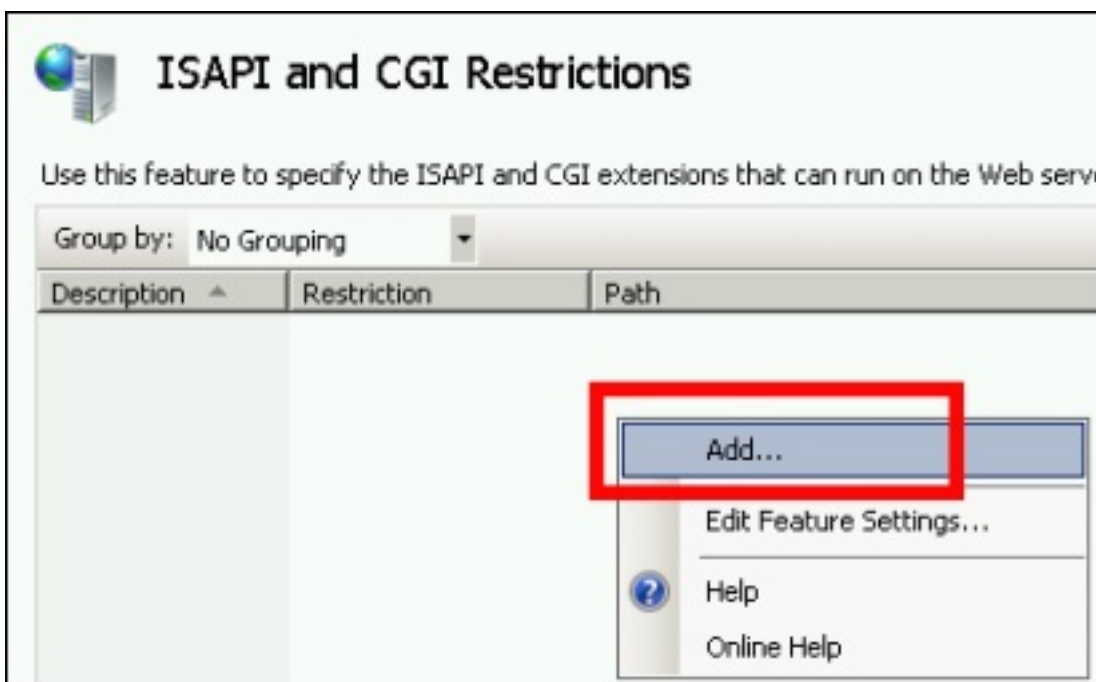 ISAPI and CGI Restrictions
Use this feature to specify the ISAPI and CGI extensions that can run on the Web serv
Group by: No Grouping
Description Restriction Path
Add...
Edit Feature Settings...
Help
Online Help